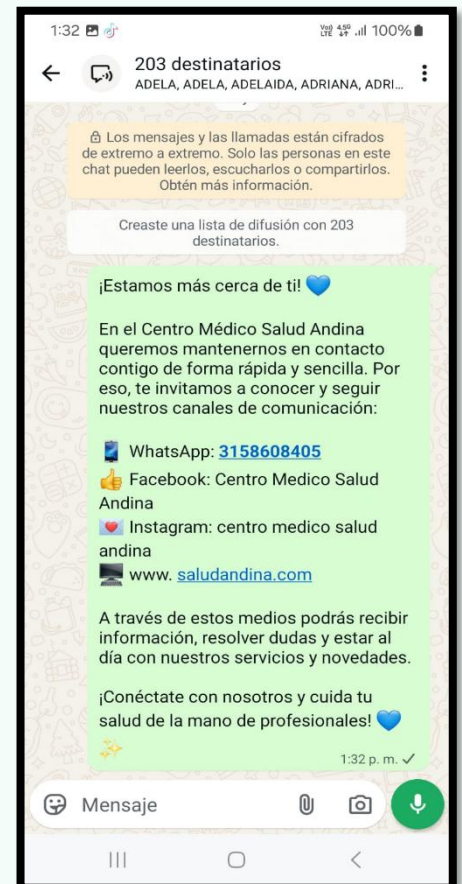 1:32 Vo)) LTE 4.5G 100%
203 destinatarios
ADELA, ADELA, ADELAIDA, ADRIANA, ADRI...
Los mensajes y las llamadas están cifrados
de extremo a extremo. Solo las personas en este
chat pueden leerlos, escucharlos o compartirlos.
Obtén más información.
Creaste una lista de difusión con 203
destinatarios.
¡Estamos más cerca de ti! 💙
En el Centro Médico Salud Andina
queremos mantenernos en contacto
contigo de forma rápida y sencilla. Por
eso, te invitamos a conocer y seguir
nuestros canales de comunicación:
📱 WhatsApp: 3158608405
👍 Facebook: Centro Medico Salud
Andina
💌 Instagram: centro medico salud
andina
🖥️ www. saludandina.com
A través de estos medios podrás recibir
información, resolver dudas y estar al
día con nuestros servicios y novedades.
¡Conéctate con nosotros y cuida tu
salud de la mano de profesionales! 💙
✨
1:32 p. m. ✓
Mensaje